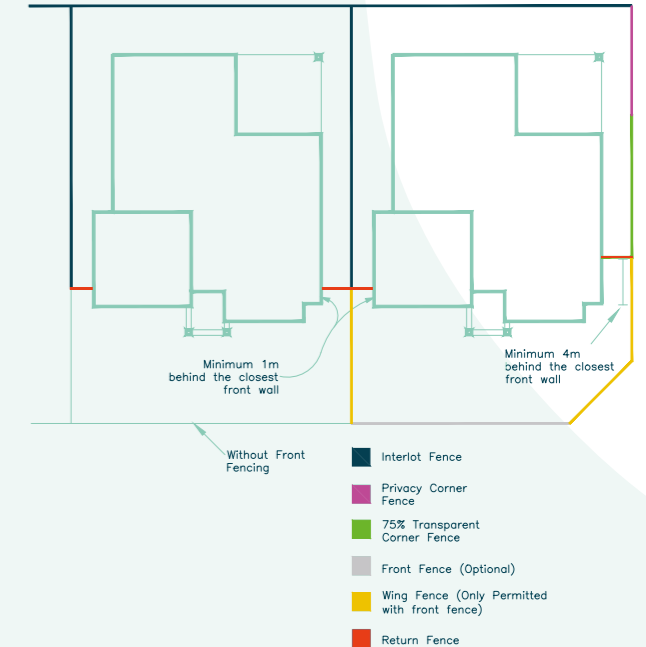 Minimum 1m
behind the closest
front wall
Minimum 4m
behind the closest
front wall
Without Front
Fencing
Interlot Fence
Privacy Corner
Fence
75% Transparent
Corner Fence
Front Fence (Optional)
Wing Fence (Only Permitted
with front fence)
Return Fence